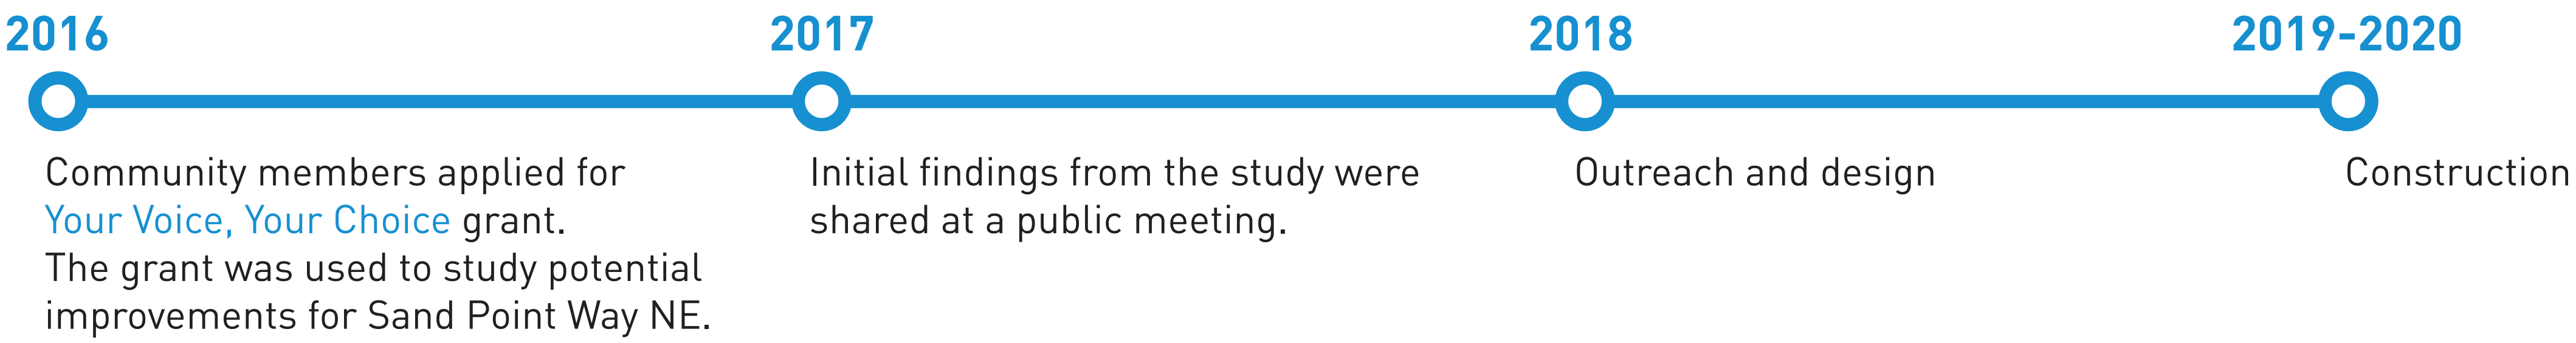 2016
Community members applied for
Your Voice, Your Choice grant.
The grant was used to study potential
improvements for Sand Point Way NE.
2017
Initial findings from the study were
shared at a public meeting.
2018
Outreach and design
2019-2020
Construction